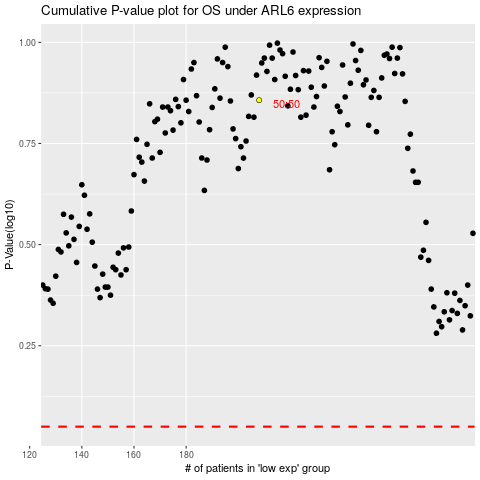 Cumulative P-value plot for OS under ARL6 expression
P-Value(log10)
1.00
0.75
0.50
0.25
50-50
120 140 160 180
# of patients in 'low exp' group